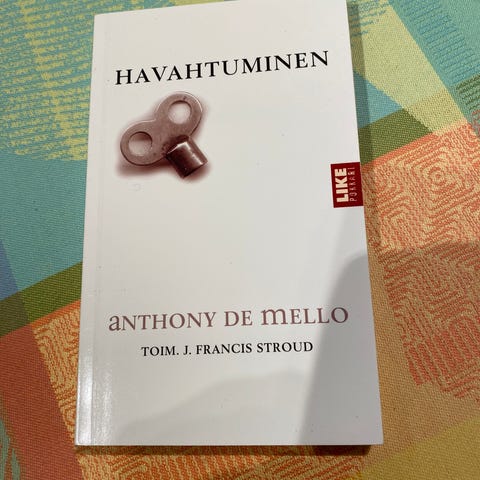 HAVAHTUMINEN
LIKE
POKKARI
aNTHONY DE mELLO
TOIM. J. FRANCIS STROUD